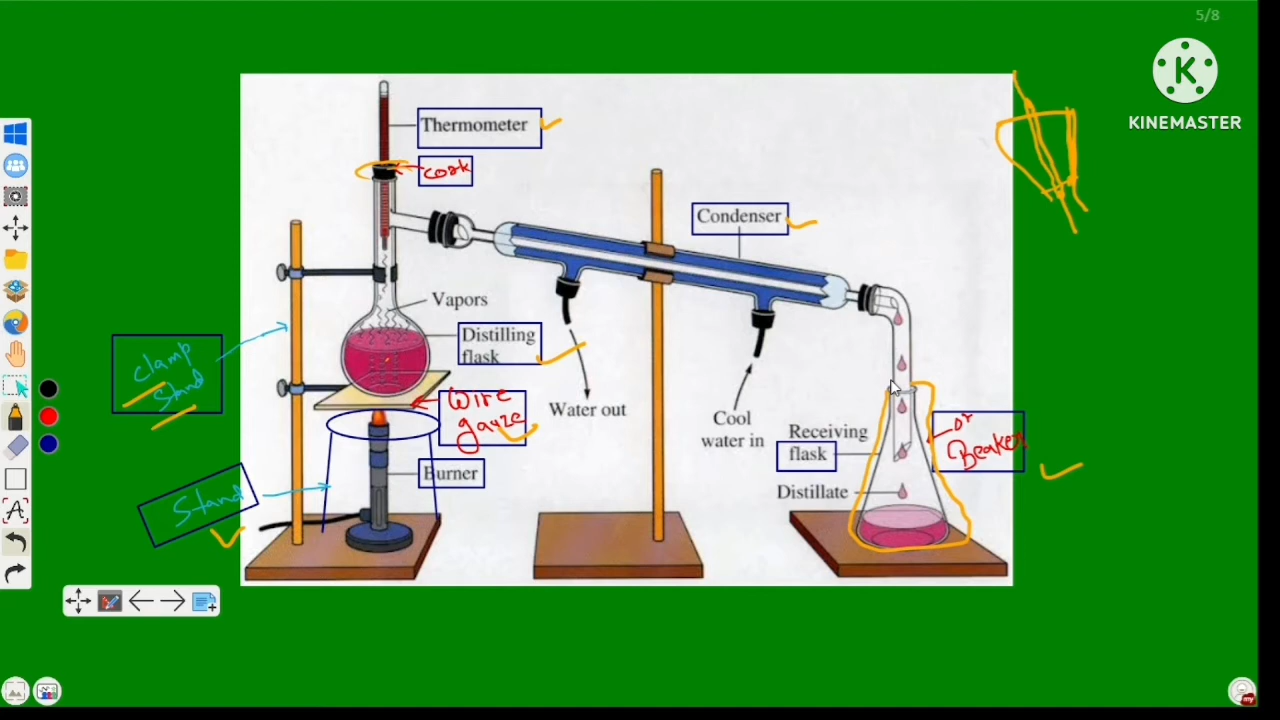 5/8
KINEMASTER
Thermometer
cork
Condenser
Vapors
Distilling
flask
Clamp
Stand
Wire
gauze
Water out
Cool
water in
Receiving
flask
or
Beaker
Burner
Stand
Distillate